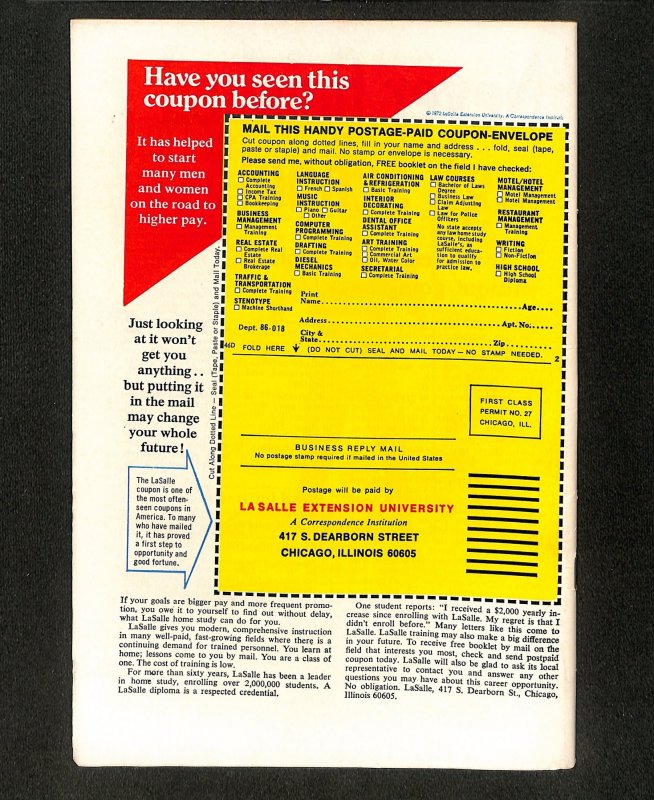 Have you seen this
coupon before?
© 1972 LaSalle Extension University, A Correspondence Institution
It has helped
to start
many men
and women
on the road to
higher pay.
MAIL THIS HANDY POSTAGE-PAID COUPON-ENVELOPE
Cut coupon along dotted lines, fill in your name and address . . . fold, seal (tape,
paste or staple) and mail. No stamp or envelope is necessary.
Please send me, without obligation, FREE booklet on the field I have checked:
ACCOUNTING
Complete
Accounting
Income Tax
CPA Training
Bookkeeping
BUSINESS
MANAGEMENT
Management
Training
REAL ESTATE
Complete Real
Estate
Real Estate
Brokerage
TRAFFIC &
TRANSPORTATION
Complete Training
STENOTYPE
Machine Shorthand
LANGUAGE
INSTRUCTION
French Spanish
MUSIC
INSTRUCTION
Piano Guitar
Other
COMPUTER
PROGRAMMING
Complete Training
DRAFTING
Complete Training
DIESEL
MECHANICS
Basic Training
AIR CONDITIONING
& REFRIGERATION
Basic Training
INTERIOR
DECORATING
Complete Training
DENTAL OFFICE
ASSISTANT
Complete Training
ART TRAINING
Complete Training
Commercial Art
Oil, Water Color
SECRETARIAL
Complete Training
LAW COURSES
Bachelor of Laws
Degree
Business Law
Claim Adjusting
Law
Law for Police
Officers
No state accepts
any law home study
course, including
LaSalle's, as
sufficient educa-
tion to qualify
for admission to
practice law.
MOTEL/HOTEL
MANAGEMENT
Motel Management
Hotel Management
RESTAURANT
MANAGEMENT
Management
Training
WRITING
Fiction
Non-Fiction
HIGH SCHOOL
High School
Diploma
Print
Name Age
Address Apt. No.
Dept. 86-018
City &
State Zip
46D FOLD HERE (DO NOT CUT) SEAL AND MAIL TODAY — NO STAMP NEEDED. 2
Cut Along Dotted Line — Seal (Tape, Paste or Staple) and Mail Today.
Just looking
at it won't
get you
anything . .
but putting it
in the mail
may change
your whole
future!
The LaSalle
coupon is one of
the most often-
seen coupons in
America. To many
who have mailed
it, it has proved
a first step to
opportunity and
good fortune.
FIRST CLASS
PERMIT NO. 27
CHICAGO, ILL.
BUSINESS REPLY MAIL
No postage stamp required if mailed in the United States
Postage will be paid by
LA SALLE EXTENSION UNIVERSITY
A Correspondence Institution
417 S. DEARBORN STREET
CHICAGO, ILLINOIS 60605
If your goals are bigger pay and more frequent promo-
tion, you owe it to yourself to find out without delay,
what LaSalle home study can do for you.
LaSalle gives you modern, comprehensive instruction
in many well-paid, fast-growing fields where there is a
continuing demand for trained personnel. You learn at
home; lessons come to you by mail. You are a class of
one. The cost of training is low.
For more than sixty years, LaSalle has been a leader
in home study, enrolling over 2,000,000 students. A
LaSalle diploma is a respected credential.
One student reports: "I received a $2,000 yearly in-
crease since enrolling with LaSalle. My regret is that I
didn't enroll before." Many letters like this come to
LaSalle. LaSalle training may also make a big difference
in your future. To receive free booklet by mail on the
field that interests you most, check and send postpaid
coupon today. LaSalle will also be glad to ask its local
representative to contact you and answer any other
questions you may have about this career opportunity.
No obligation. LaSalle, 417 S. Dearborn St., Chicago,
Illinois 60605.